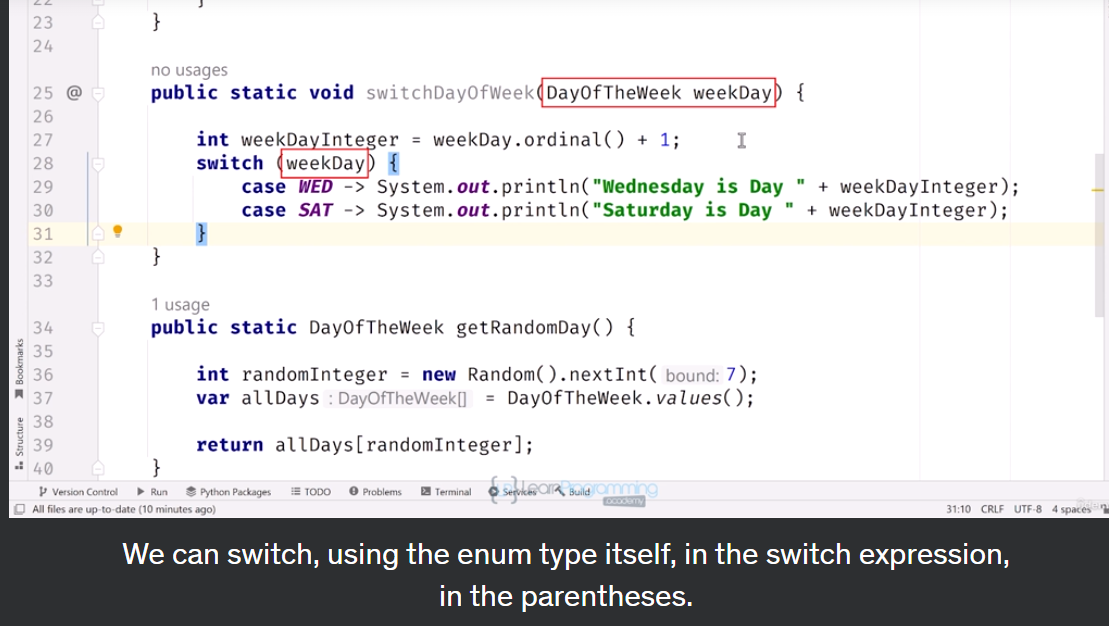 23 }
24
no usages
25 @ public static void switchDayOfWeek(DayOfTheWeek weekDay) {
26
27 int weekDayInteger = weekDay.ordinal() + 1;
28 switch (weekDay) {
29 case WED -> System.out.println("Wednesday is Day " + weekDayInteger);
30 case SAT -> System.out.println("Saturday is Day " + weekDayInteger);
31 }
32 }
33
1 usage
34 public static DayOfTheWeek getRandomDay() {
35
36 int randomInteger = new Random().nextInt( bound: 7);
37 var allDays : DayOfTheWeek[] = DayOfTheWeek.values();
38
39 return allDays[randomInteger];
40 }
Bookmarks
Structure
Version Control Run Python Packages TODO Problems Terminal Services Build
LearnProgramming
academy
All files are up-to-date (10 minutes ago) 31:10 CRLF UTF-8 4 spaces
We can switch, using the enum type itself, in the switch expression,
in the parentheses.